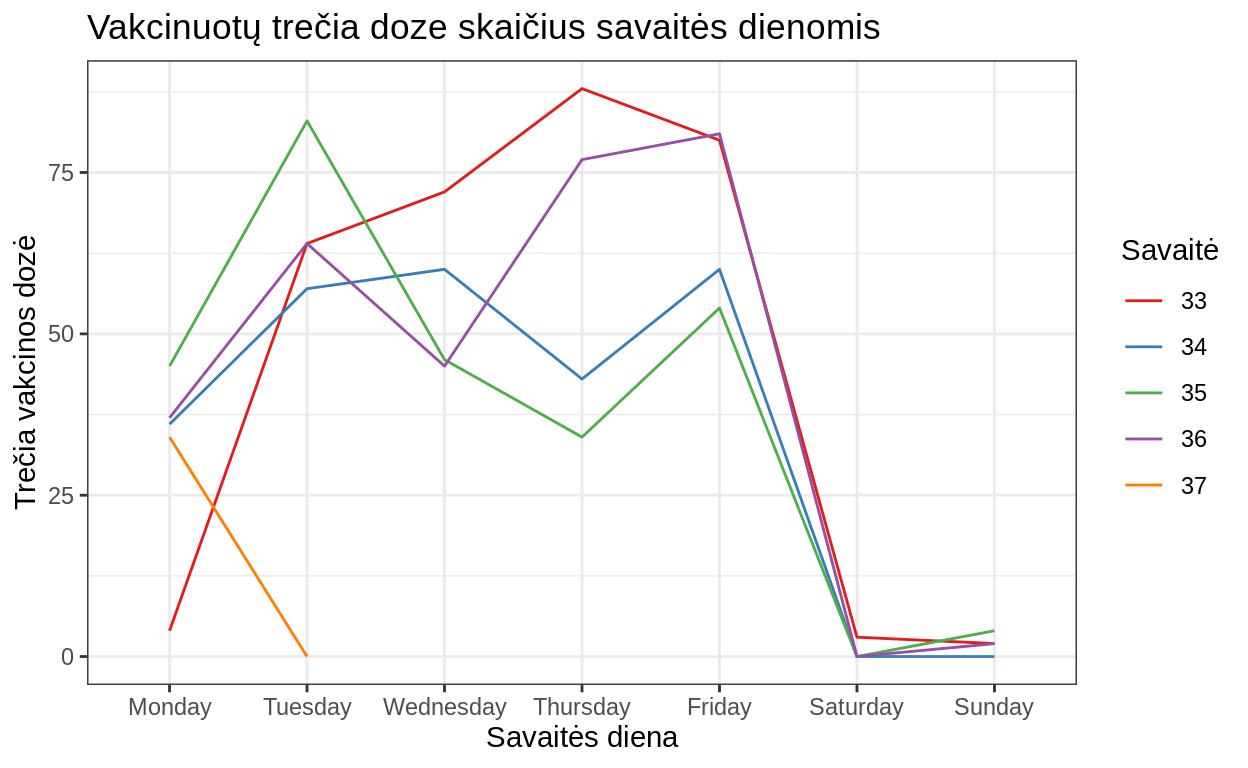 Vakcinuotų trečia doze skaičius savaitės dienomis
Trečia vakcinos dozė
75
50
25
0
Monday Tuesday Wednesday Thursday Friday Saturday Sunday
Savaitės diena
Savaitė
33
34
35
36
37